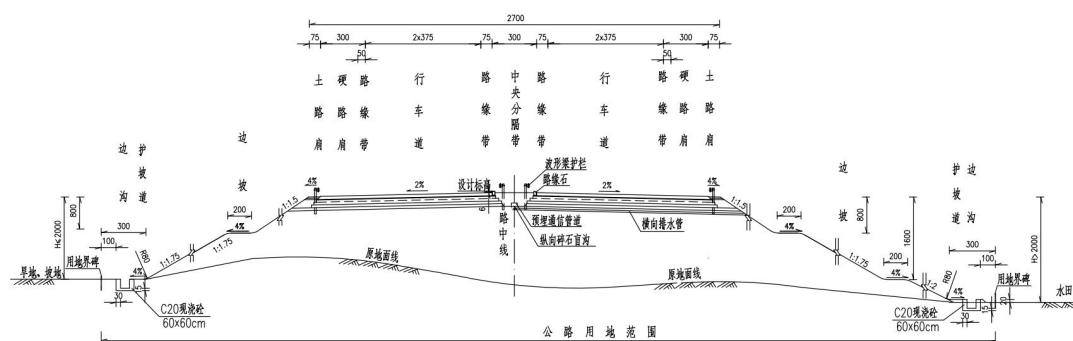 2700
75 300 2x375 75 300 75 2x375 300 75
50 50
土路肩
硬路肩
路缘带
行车道
路缘带
中央分隔带
路缘带
行车道
路缘带
硬路肩
土路肩
边沟
护坡道
边坡
边坡
护坡道
边沟
波形梁护栏
路缘石
设计标高
4% 2% 2% 4%
1:1.5 1:1.5
预埋通信管道
纵向碎石盲沟
横向排水管
路中线
H≤2000
800
200
4%
1:1.75
300
100
R80
4%
用地界碑
旱地、坡地
15
30
C20现浇砼
60x60cm
原地面线
原地面线
200
4%
800
1:1.75
1600
200
4%
1:2
R80
4%
H>2000
300
100
用地界碑
水田
20
15
30
C20现浇砼
60x60cm
公路用地范围